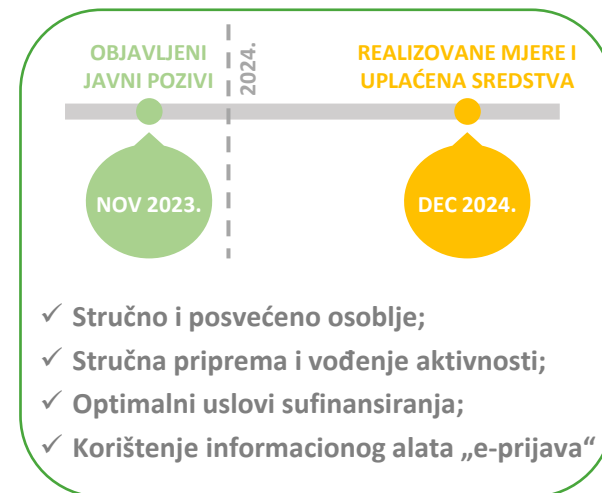 OBJAVLJENI
JAVNI POZIVI
2024.
REALIZOVANE MJERE I
UPLAĆENA SREDSTVA
NOV 2023.
DEC 2024.
✓ Stručno i posvećeno osoblje;
✓ Stručna priprema i vođenje aktivnosti;
✓ Optimalni uslovi sufinansiranja;
✓ Korištenje informacionog alata „e-prijava“